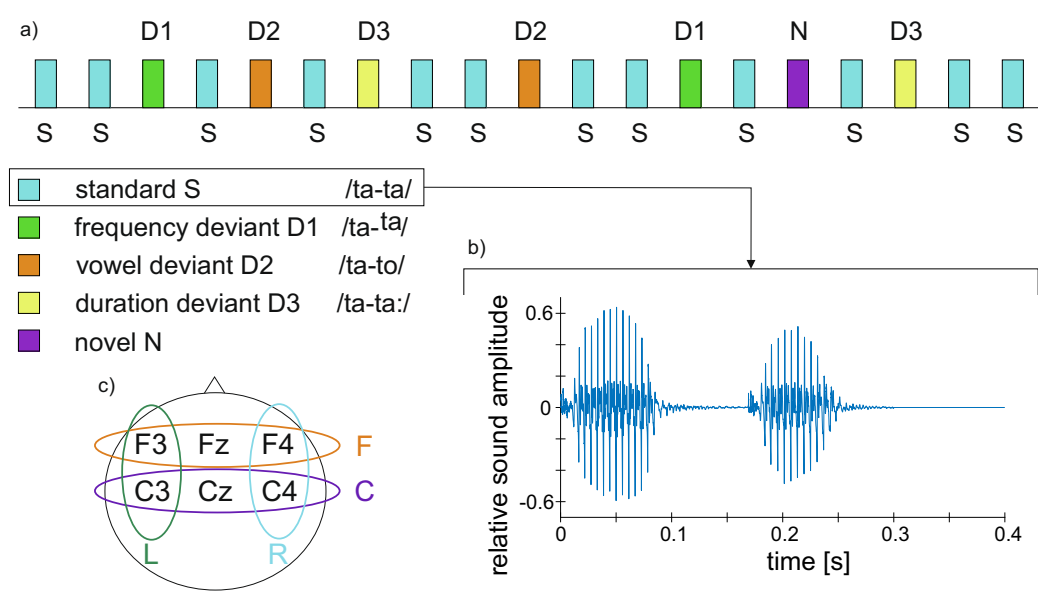 a)
D1 D2 D3 D2 D1 N D3
S S S S S S S S S S S S
standard S /ta-ta/
frequency deviant D1 /ta-ta/
vowel deviant D2 /ta-to/
duration deviant D3 /ta-ta:/
novel N
b)
relative sound amplitude
0.6
0
-0.6
0 0.1 0.2 0.3 0.4
time [s]
c)
F3 Fz F4 F
C3 Cz C4 C
L R